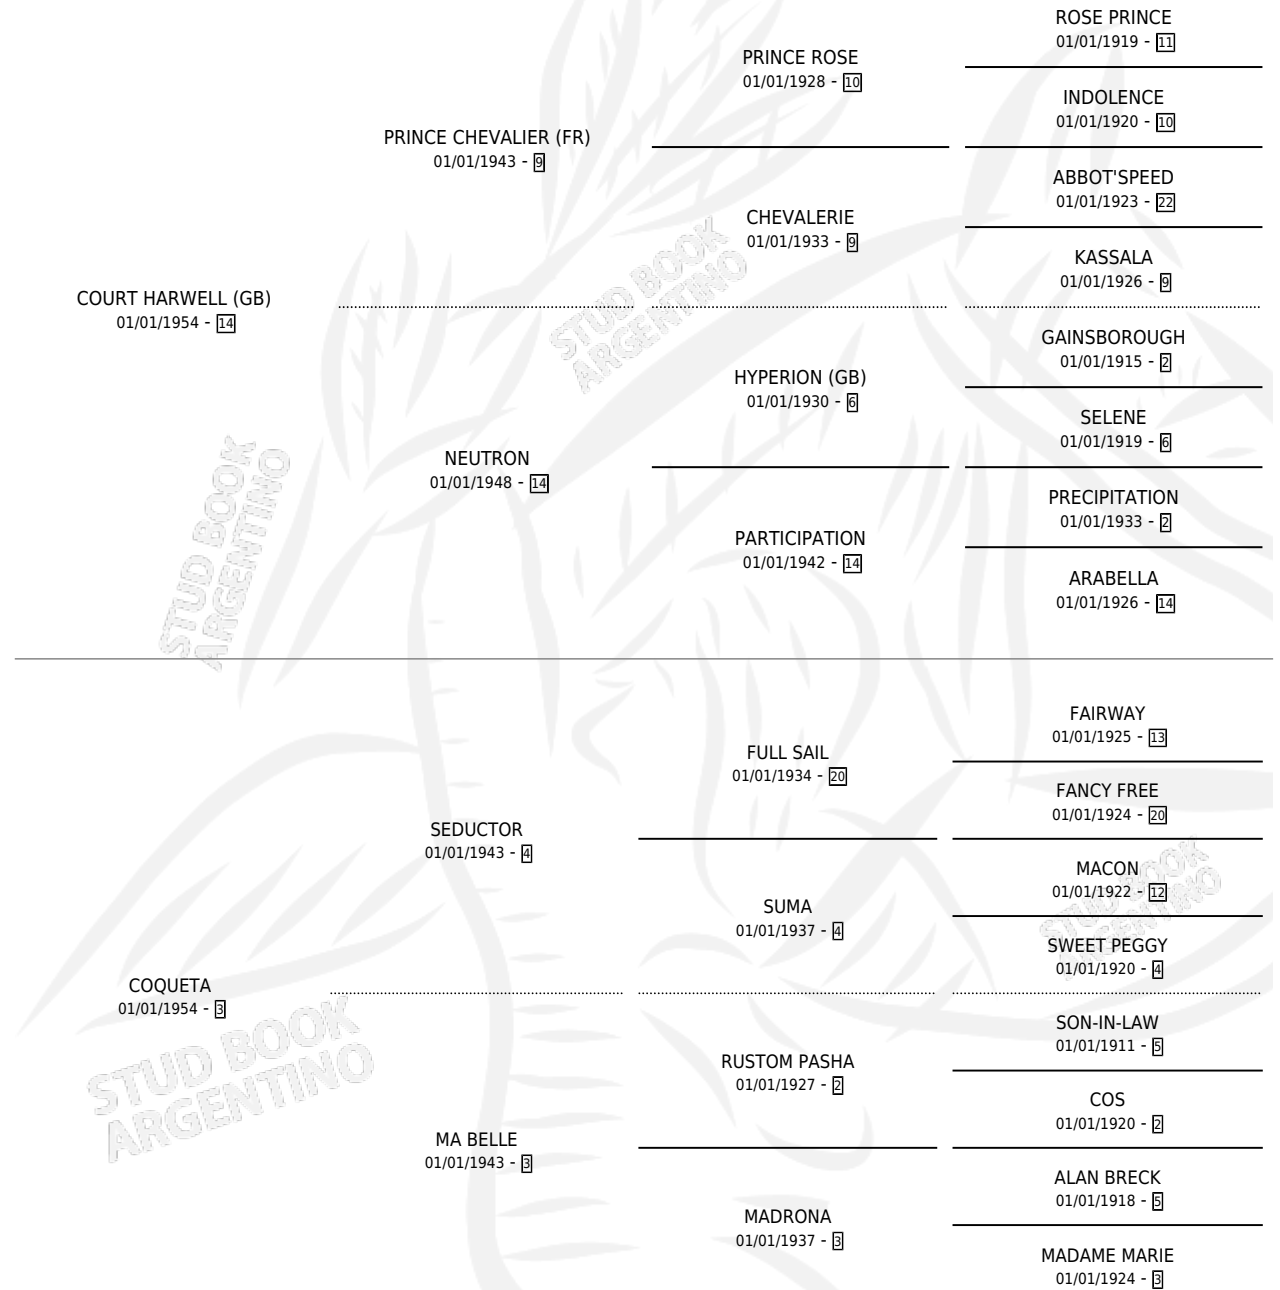 ROSE PRINCE
01/01/1919 - 11
PRINCE ROSE
01/01/1928 - 10
INDOLENCE
01/01/1920 - 10
PRINCE CHEVALIER (FR)
01/01/1943 - 9
ABBOT'SPEED
01/01/1923 - 22
CHEVALERIE
01/01/1933 - 9
KASSALA
01/01/1926 - 9
COURT HARWELL (GB)
01/01/1954 - 14
STUD BOOK
ARGENTINO
GAINSBOROUGH
01/01/1915 - 2
HYPERION (GB)
01/01/1930 - 6
SELENE
01/01/1919 - 6
NEUTRON
01/01/1948 - 14
PRECIPITATION
01/01/1933 - 2
PARTICIPATION
01/01/1942 - 14
ARABELLA
01/01/1926 - 14
STUD BOOK
ARGENTINO
FAIRWAY
01/01/1925 - 13
FULL SAIL
01/01/1934 - 20
FANCY FREE
01/01/1924 - 20
SEDUCTOR
01/01/1943 - 4
MACON
01/01/1922 - 12
SUMA
01/01/1937 - 4
STUD BOOK
ARGENTINO
SWEET PEGGY
01/01/1920 - 4
COQUETA
01/01/1954 - 3
STUD BOOK
ARGENTINO
SON-IN-LAW
01/01/1911 - 5
RUSTOM PASHA
01/01/1927 - 2
COS
01/01/1920 - 2
MA BELLE
01/01/1943 - 3
ALAN BRECK
01/01/1918 - 5
MADRONA
01/01/1937 - 3
MADAME MARIE
01/01/1924 - 3